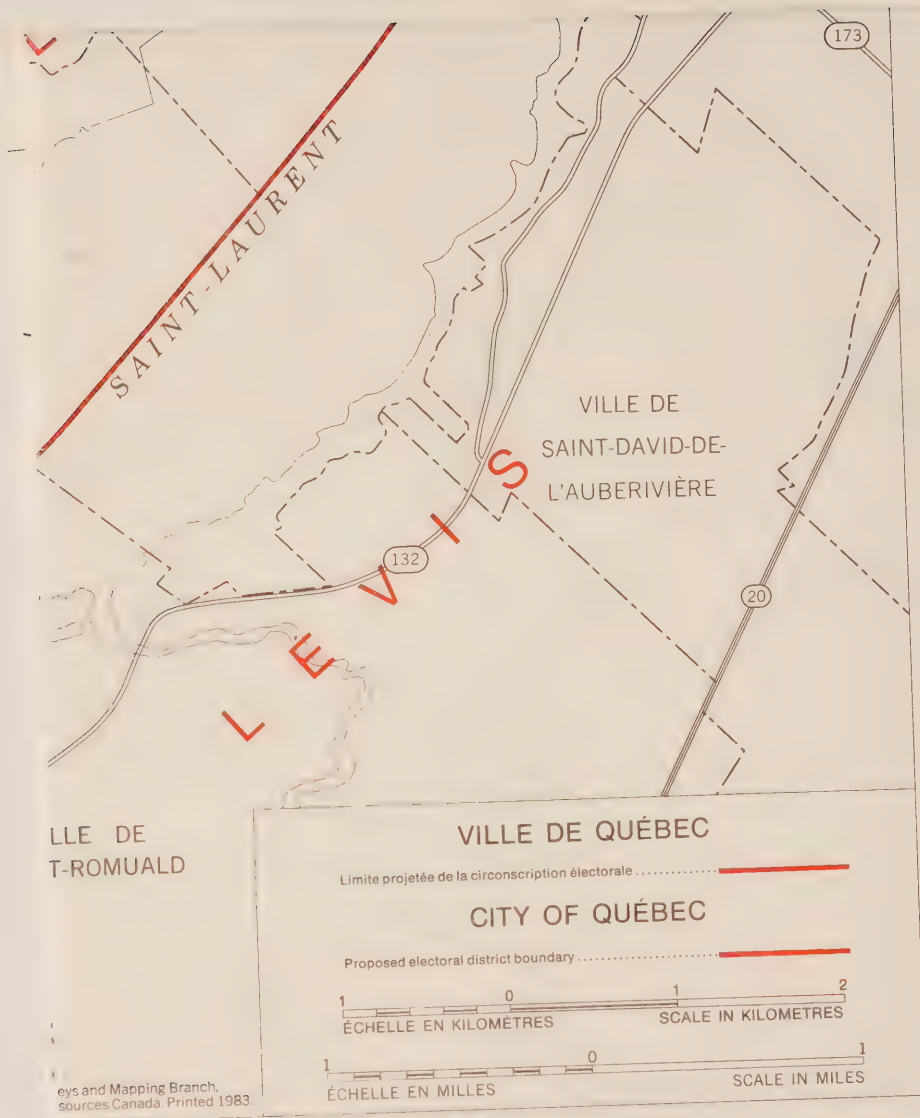 173
SAINT-LAURENT
VILLE DE
SAINT-DAVID-DE-
L'AUBERIVIÈRE
132
20
LEVIS
LLE DE
T-ROMUALD
VILLE DE QUÉBEC
Limite projetée de la circonscription électorale
CITY OF QUÉBEC
Proposed electoral district boundary
1 0 1 2
ÉCHELLE EN KILOMÈTRES SCALE IN KILOMETRES
1 0 1
ÉCHELLE EN MILLES SCALE IN MILES
eys and Mapping Branch,
sources Canada. Printed 1983.